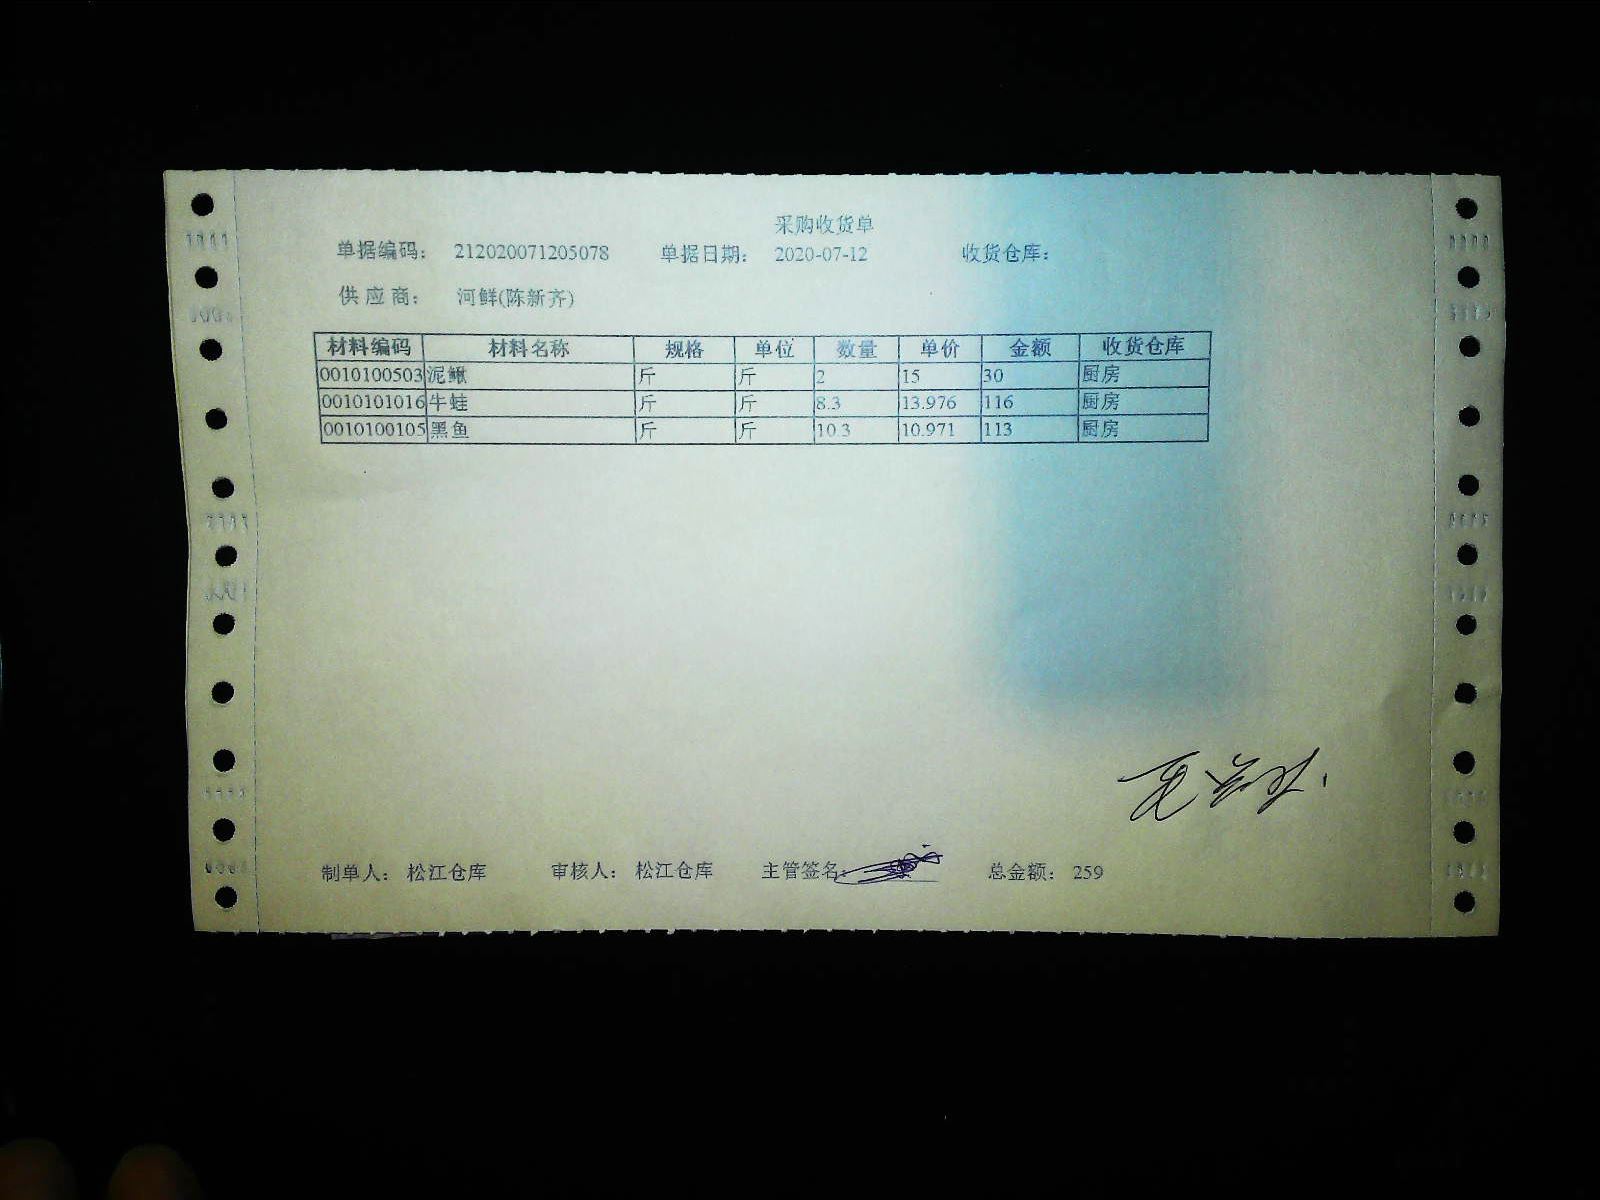 采购收货单
单据编码: 212020071205078 单据日期: 2020-07-12 收货仓库:
供应商: 河鲜(陈新齐)
材料编码 材料名称 规格 单位 数量 单价 金额 收货仓库
0010100503 泥鳅 斤 斤 2 15 30 厨房
0010101016 牛蛙 斤 斤 8.3 13.976 116 厨房
0010100105 黑鱼 斤 斤 10.3 10.971 113 厨房
制单人: 松江仓库 审核人: 松江仓库 主管签名: 总金额: 259